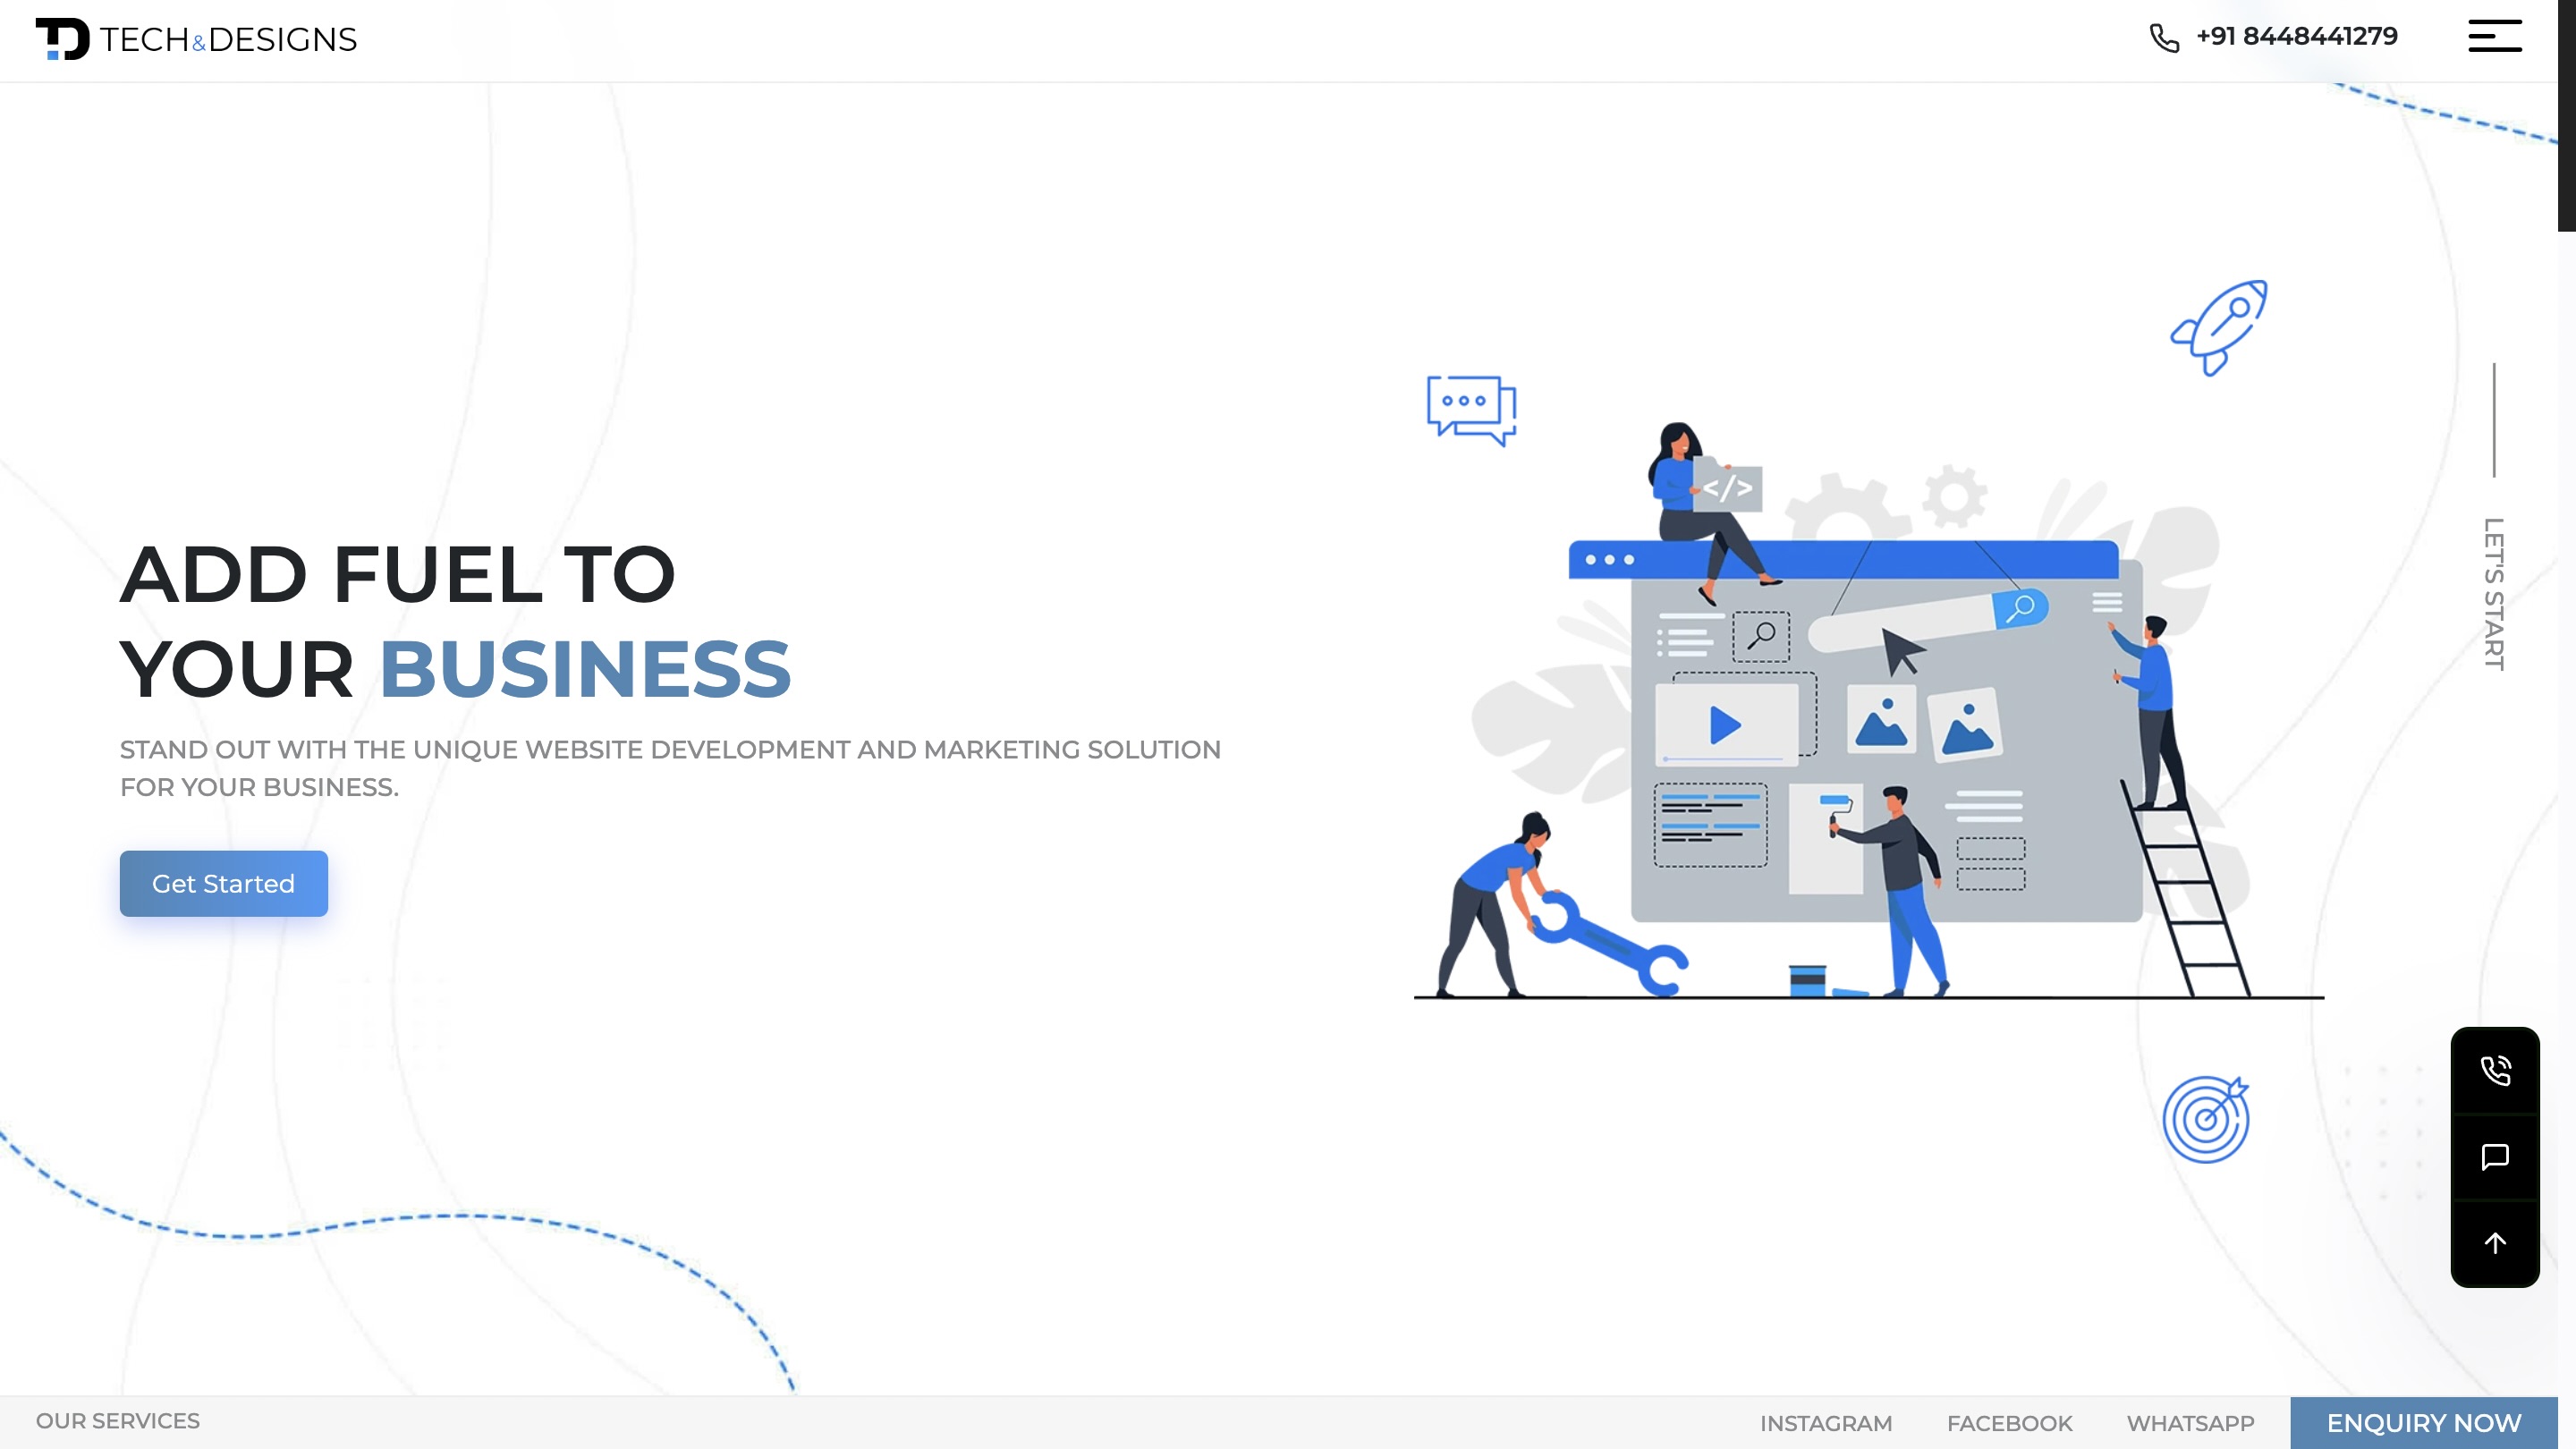 TECH&DESIGNS
+91 8448441279
ADD FUEL TO
YOUR BUSINESS
STAND OUT WITH THE UNIQUE WEBSITE DEVELOPMENT AND MARKETING SOLUTION
FOR YOUR BUSINESS.
Get Started
</>
LET'S START
OUR SERVICES
INSTAGRAM
FACEBOOK
WHATSAPP
ENQUIRY NOW